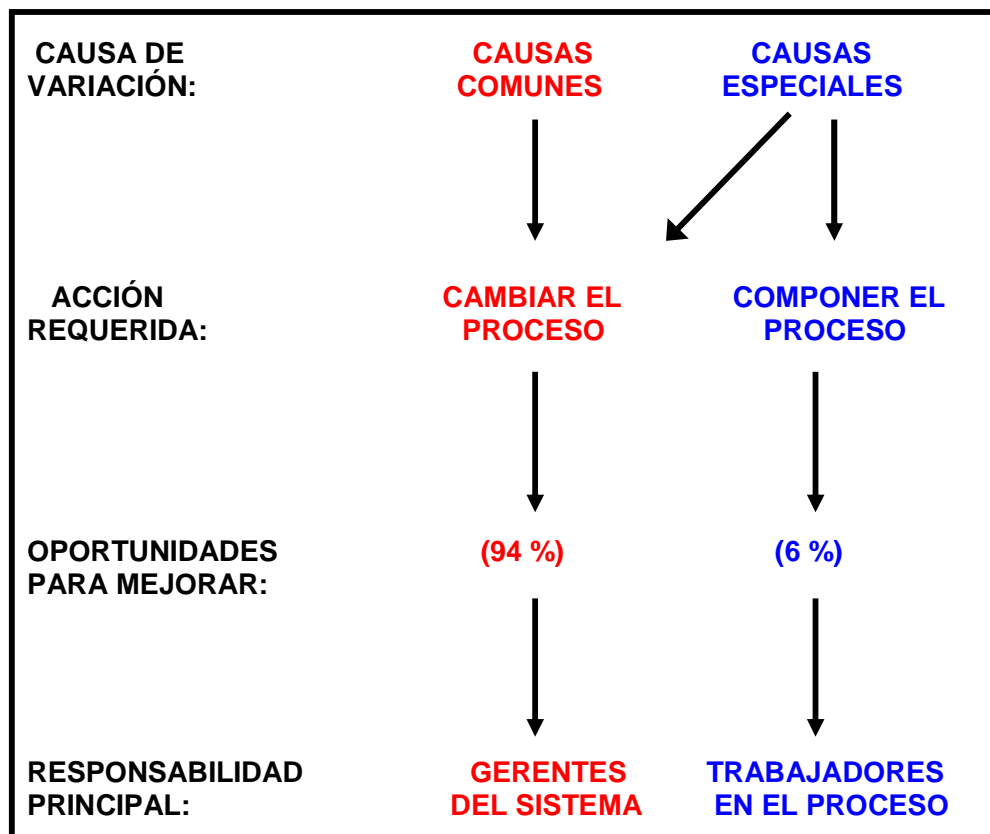 CAUSA DE
VARIACIÓN:
CAUSAS
COMUNES
CAUSAS
ESPECIALES
ACCIÓN
REQUERIDA:
CAMBIAR EL
PROCESO
COMPONER EL
PROCESO
OPORTUNIDADES
PARA MEJORAR:
(94 %)
(6 %)
RESPONSABILIDAD
PRINCIPAL:
GERENTES
DEL SISTEMA
TRABAJADORES
EN EL PROCESO